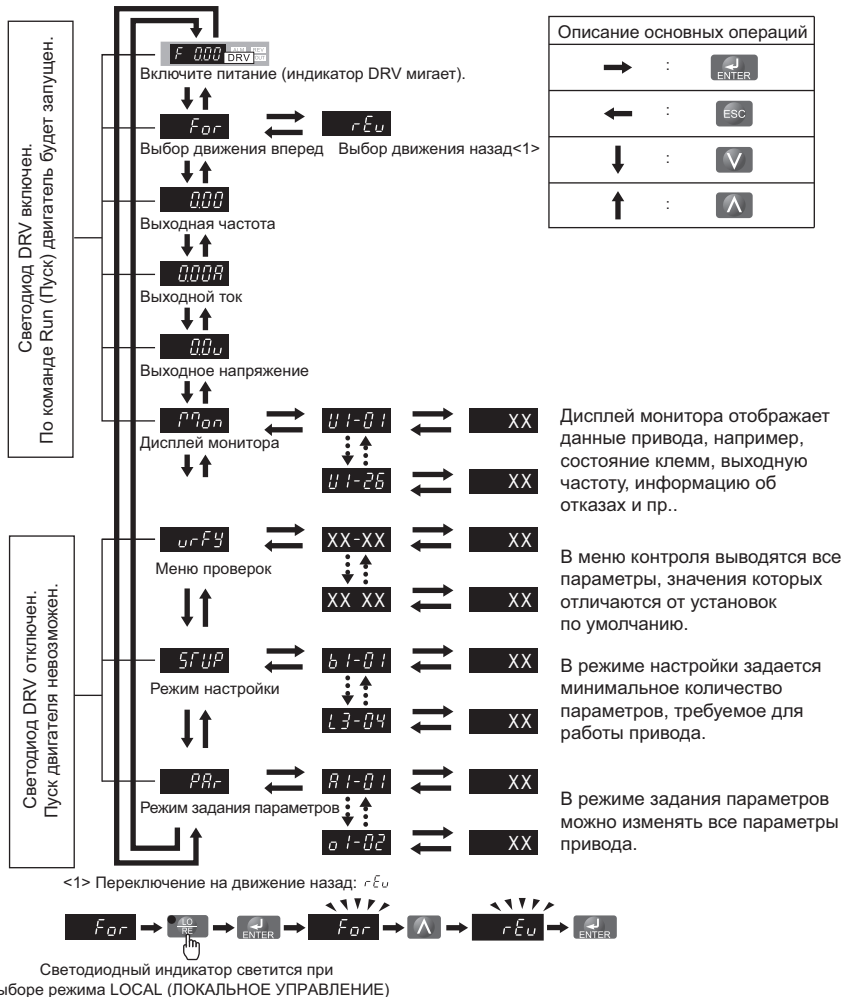 Светодиод DRV включен.
По команде Run (Пуск) двигатель будет запущен.
F 0.00 DRV
Включите питание (индикатор DRV мигает).
For rEv
Выбор движения вперед Выбор движения назад<1>
0.00
Выходная частота
0.00A
Выходной ток
0.0v
Выходное напряжение
Mon U1-01 XX
Дисплей монитора
U1-26 XX
Дисплей монитора отображает
данные привода, например,
состояние клемм, выходную
частоту, информацию об
отказах и пр..
Описание основных операций
: ENTER
: ESC
: V
: Λ
Светодиод DRV отключен.
Пуск двигателя невозможен.
vrFY XX-XX XX
Меню проверок
XX XX XX
В меню контроля выводятся все
параметры, значения которых
отличаются от установок
по умолчанию.
STUP b1-01 XX
Режим настройки
L3-04 XX
В режиме настройки задается
минимальное количество
параметров, требуемое для
работы привода.
PAr A1-01 XX
Режим задания параметров
o1-02 XX
В режиме задания параметров
можно изменять все параметры
привода.
<1> Переключение на движение назад: rEv
For LO RE ENTER For Λ rEv ENTER
Светодиодный индикатор светится при
ыборе режима LOCAL (ЛОКАЛЬНОЕ УПРАВЛЕНИЕ)